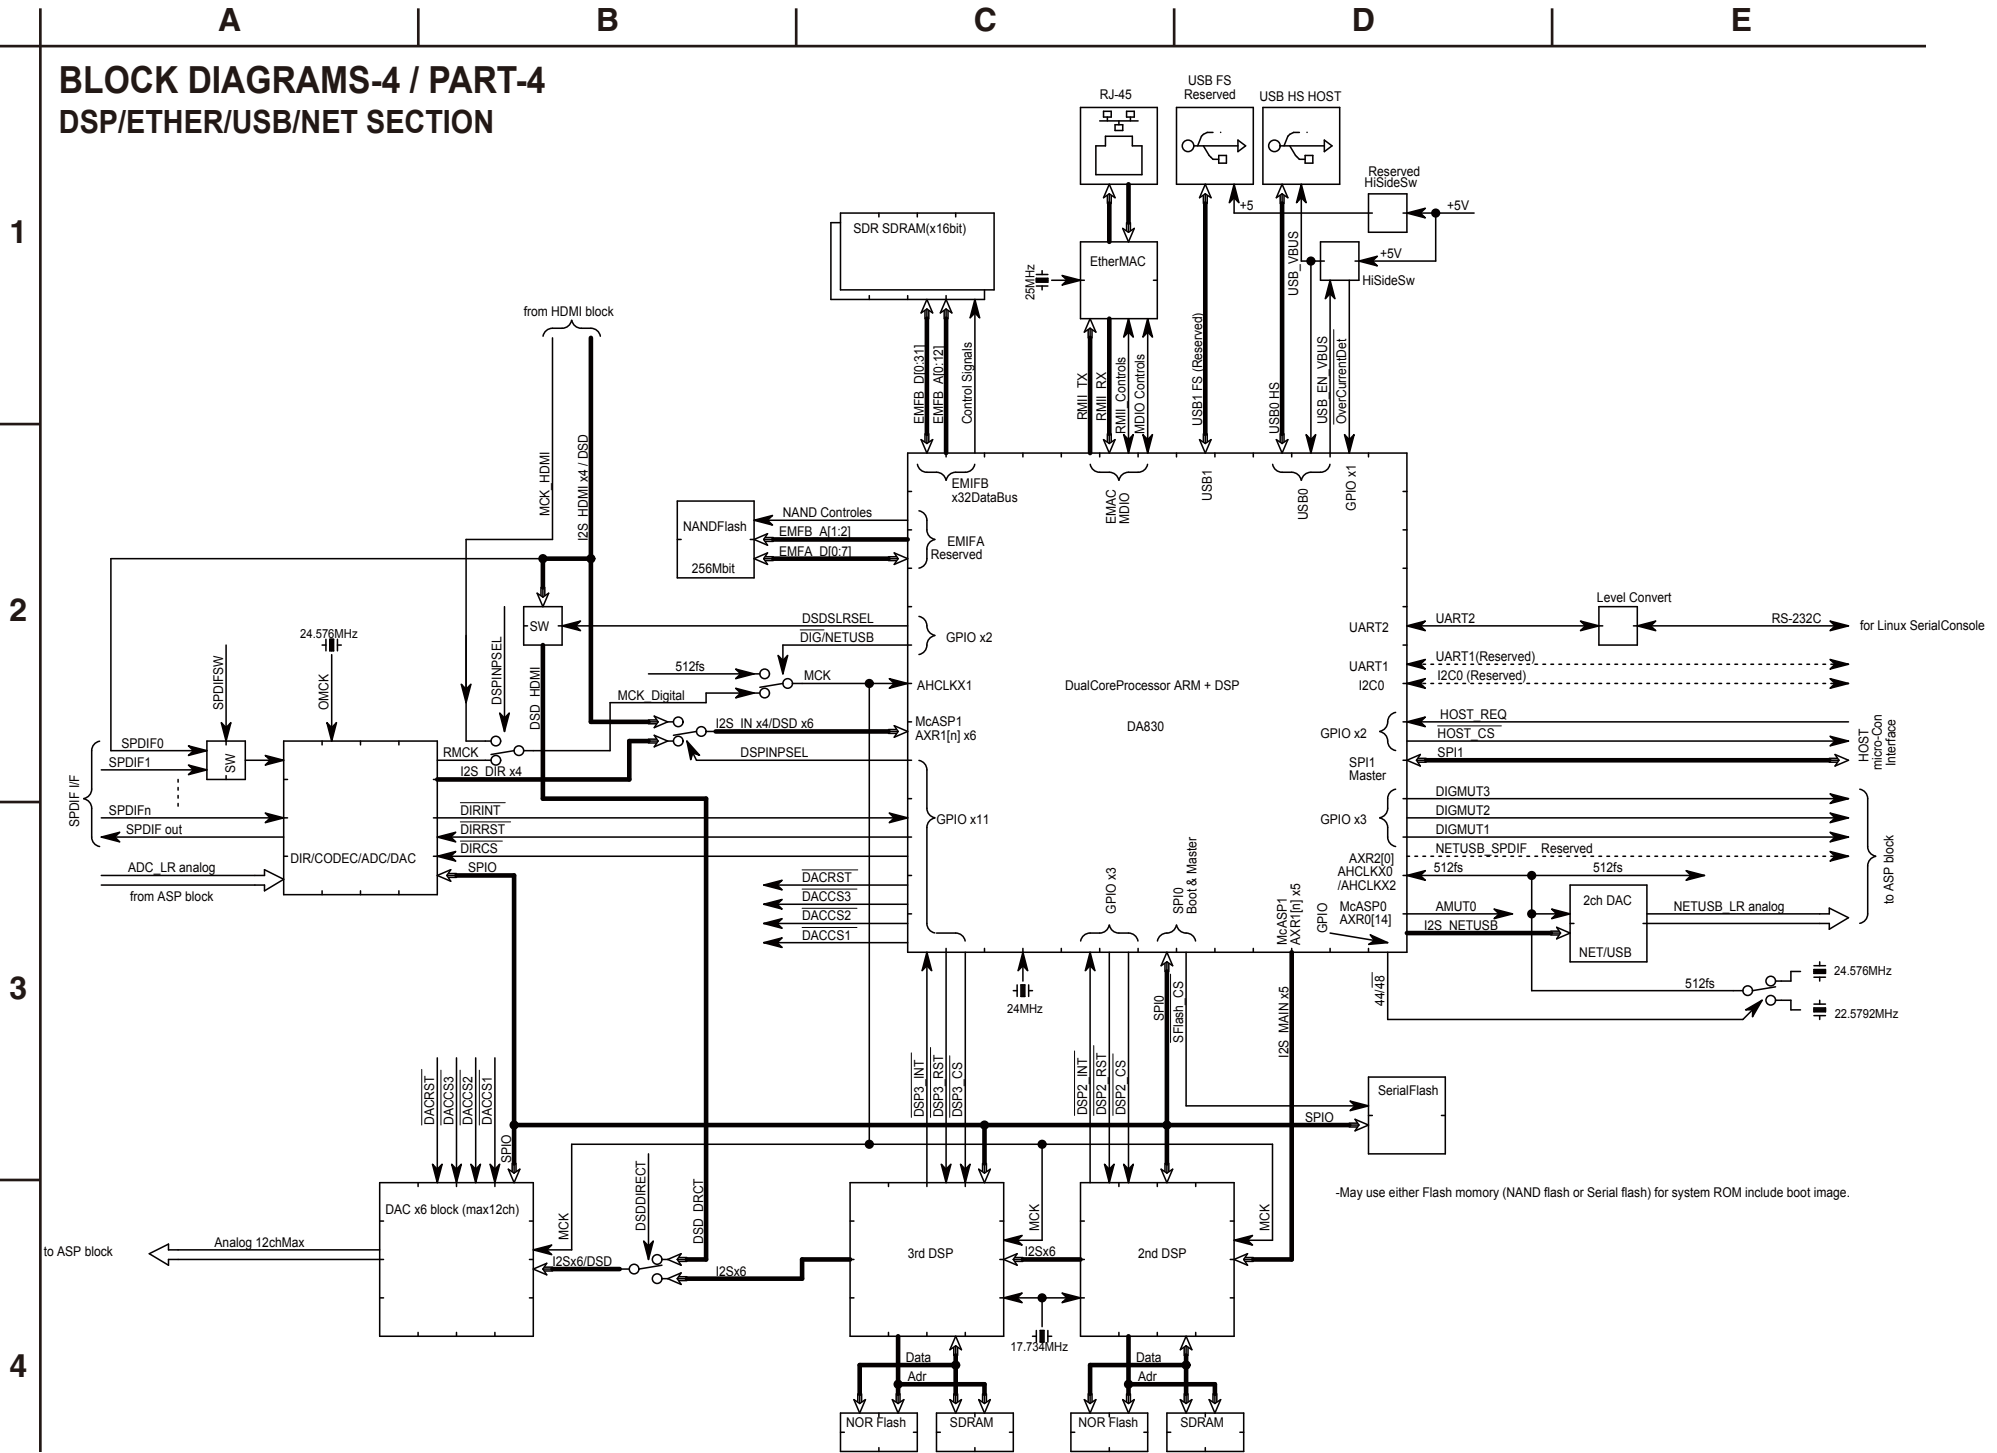 A B C D E
BLOCK DIAGRAMS-4 / PART-4
DSP/ETHER/USB/NET SECTION
1
2
3
4
RJ-45
USB FS
Reserved
USB HS HOST
Reserved
HiSideSw
+5
+5V
+5V
HiSideSw
USB_VBUS
SDR SDRAM(x16bit)
EtherMAC
25MHz
from HDMI block
EMFB_D[0:31]
EMFB_A[0:12]
Control Signals
RMII_TX
RMII_RX
RMII_Controls
MDIO Controls
USB1 FS (Reserved)
USB0 HS
USB_EN_VBUS
OverCurrentDet
MCK_HDMI
I2S_HDMI x4 / DSD
EMIFB
x32DataBus
EMAC
MDIO
USB1
USB0
GPIO x1
NANDFlash
256Mbit
NAND Controles
EMFB_A[1:2]
EMFA_D[0:7]
EMIFA
Reserved
SW
DSDSLRSEL
DIG/NETUSB
GPIO x2
24.576MHz
SPDIFSW
OMCK
DSPINPSEL
DSD_HDMI
512fs
MCK_Digital
MCK
AHCLKX1
DualCoreProcessor ARM + DSP
DA830
I2S_IN x4/DSD x6
McASP1
AXR1[n] x6
DSPINPSEL
UART2
UART2
Level Convert
RS-232C
for Linux SerialConsole
UART1
UART1(Reserved)
I2C0
I2C0 (Reserved)
GPIO x2
HOST_REQ
HOST_CS
SPI1
Master
SPI1
HOST
micro-Con
Interface
SPDIF I/F
SPDIF0
SPDIF1
SPDIFn
SPDIF out
SW
RMCK
I2S_DIR x4
DIR/CODEC/ADC/DAC
ADC_LR analog
from ASP block
DIRINT
DIRRST
DIRCS
SPIO
GPIO x11
DACRST
DACCS3
DACCS2
DACCS1
GPIO x3
DIGMUT3
DIGMUT2
DIGMUT1
AXR2[0]
AHCLKX0
/AHCLKX2
NETUSB_SPDIF Reserved
512fs
512fs
McASP0
AXR0[14]
GPIO
AMUT0
I2S_NETUSB
2ch DAC
NET/USB
NETUSB_LR analog
to ASP block
GPIO x3
SPI0
Boot & Master
McASP1
AXR1[n] x5
24MHz
SPI0
SFlash_CS
I2S_MAIN x5
44/48
512fs
24.576MHz
22.5792MHz
DSP3_INT
DSP3_RST
DSP3_CS
DSP2_INT
DSP2_RST
DSP2_CS
SerialFlash
SPIO
DACRST
DACCS3
DACCS2
DACCS1
SPIO
-May use either Flash momory (NAND flash or Serial flash) for system ROM include boot image.
DAC x6 block (max12ch)
to ASP block
Analog 12chMax
MCK
I2Sx6/DSD
DSDDIRECT
DSD_DRCT
I2Sx6
3rd DSP
MCK
I2Sx6
2nd DSP
MCK
17.734MHz
Data
Adr
NOR Flash
SDRAM
Data
Adr
NOR Flash
SDRAM